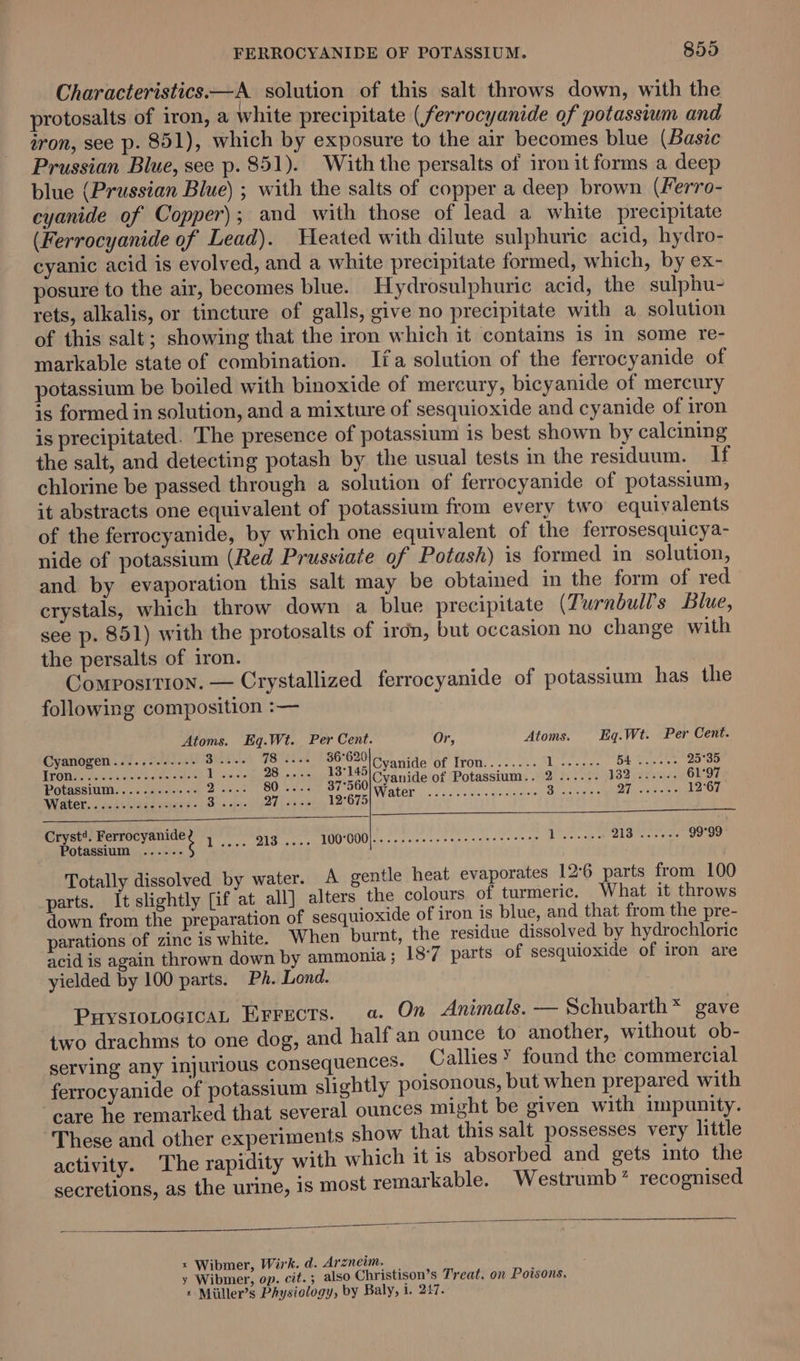 FERROCYANIDE OF POTASSIUM. 855
Characteristics.—A solution of this salt throws down, with the
protosalts of iron, a white precipitate (ferrocyanide of potassium and
iron, see p. 851), which by exposure to the air becomes blue (Basic
Prussian Blue, see p. 851). With the persalts of iron it forms a deep
blue (Prussian Blue) ; with the salts of copper a deep brown (Ferro-
cyanide of Copper); and with those of lead a white precipitate
(Ferrocyanide of Lead). Heated with dilute sulphuric acid, hydro-
cyanic acid is evolved, and a white precipitate formed, which, by ex-
posure to the air, becomes blue. Hydrosulphuric acid, the sulphu-
rets, alkalis, or tincture of galls, give no precipitate with a solution
of this salt; showing that the iron which it contains is in some re-
markable state of combination. If a solution of the ferrocyanide of
potassium be boiled with binoxide of mercury, bicyanide of mercury
is formed in solution, and a mixture of sesquioxide and cyanide of iron
is precipitated. The presence of potassium is best shown by calcining
the salt, and detecting potash by the usual tests in the residuum. If
chlorine be passed through a solution of ferrocyanide of potassium,
it abstracts one equivalent of potassium from every two equivalents
of the ferrocyanide, by which one equivalent of the ferrosesquicya-
nide of potassium (Red Prussiate of Potash) is formed in solution,
and by evaporation this salt may be obtained in the form of red
crystals, which throw down a blue precipitate (Turnbull's Blue,
see p. 851) with the protosalts of iron, but occasion no change with
the persalts of iron.
COMPOSITION. — Crystallized ferrocyanide of potassium has the
following composition :—
Atoms. Eq.Wt. Per Cent. Or, Atoms. Eq.Wt. Per Cent.
Cyanogen............ 3 .... 78 .... 36·620 Cyanide of Iron........ 1 ...... 54 ...... 25·35
Iron................ 1 .... 28 .... 13·145 Cyanide of Potassium.. 2 ...... 132 ...... 61·97
Potassium............ 2 .... 80 .... 37·560 Water ................ 3 ...... 27 ...... 12·67
Water................ 3 .... 27 .... 12·675
Crystd. Ferrocyanide Potassium ...... } 1 .... 213 .... 100·000 ........................ 1 ...... 213 ...... 99·99
Totally dissolved by water. A gentle heat evaporates 12·6 parts from 100
parts. It slightly [if at all] alters the colours of turmeric. What it throws
down from the preparation of sesquioxide of iron is blue, and that from the pre-
parations of zinc is white. When burnt, the residue dissolved by hydrochloric
acid is again thrown down by ammonia; 18·7 parts of sesquioxide of iron are
yielded by 100 parts. Ph. Lond.
PHYSIOLOGICAL EFFECTS. a. On Animals. — Schubarth x gave
two drachms to one dog, and half an ounce to another, without ob-
serving any injurious consequences. Callies y found the commercial
ferrocyanide of potassium slightly poisonous, but when prepared with
care he remarked that several ounces might be given with impunity.
These and other experiments show that this salt possesses very little
activity. The rapidity with which it is absorbed and gets into the
secretions, as the urine, is most remarkable. Westrumb z recognised
x Wibmer, Wirk. d. Arzneim.
y Wibmer, op. cit. ; also Christison's Treat. on Poisons.
z Müller's Physiology, by Baly, i. 247.